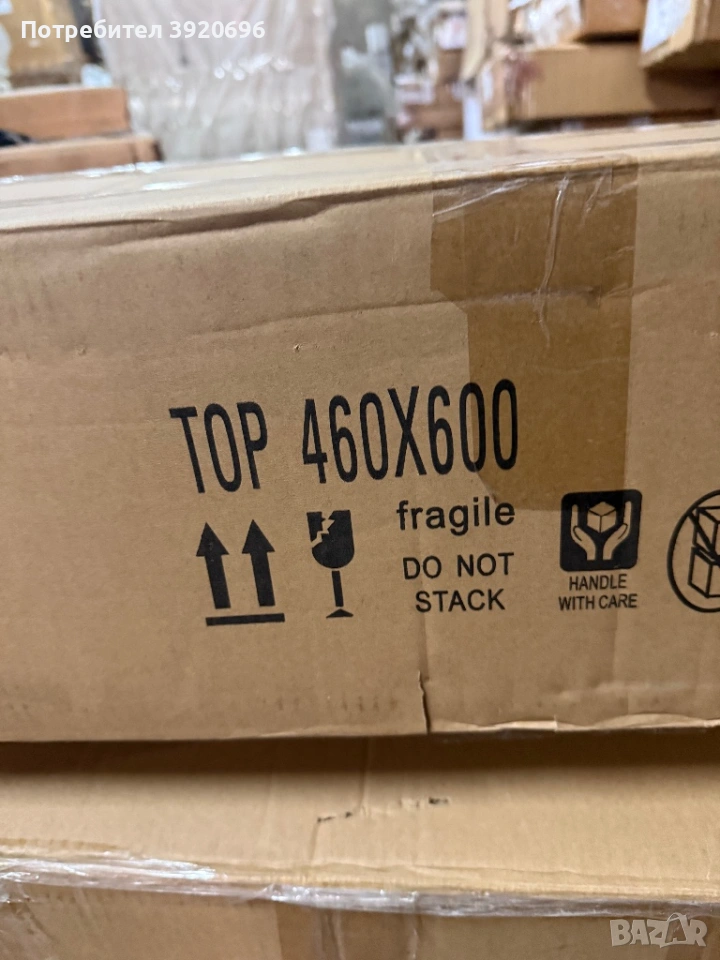 Потребител 3920696
TOP 460X600
fragile
DO NOT
STACK
HANDLE
WITH CARE
BAZAR